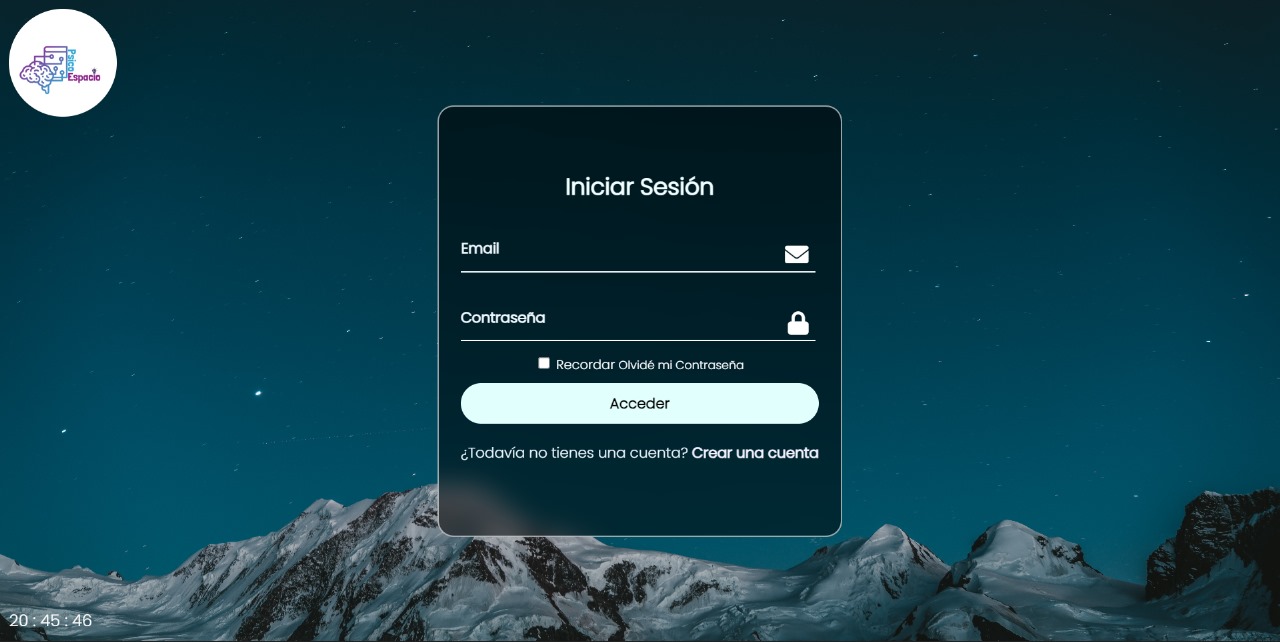 Psico
Espacio
Iniciar Sesión
Email
Contraseña
Recordar Olvidé mi Contraseña
Acceder
¿Todavía no tienes una cuenta? Crear una cuenta
20 : 45 : 46